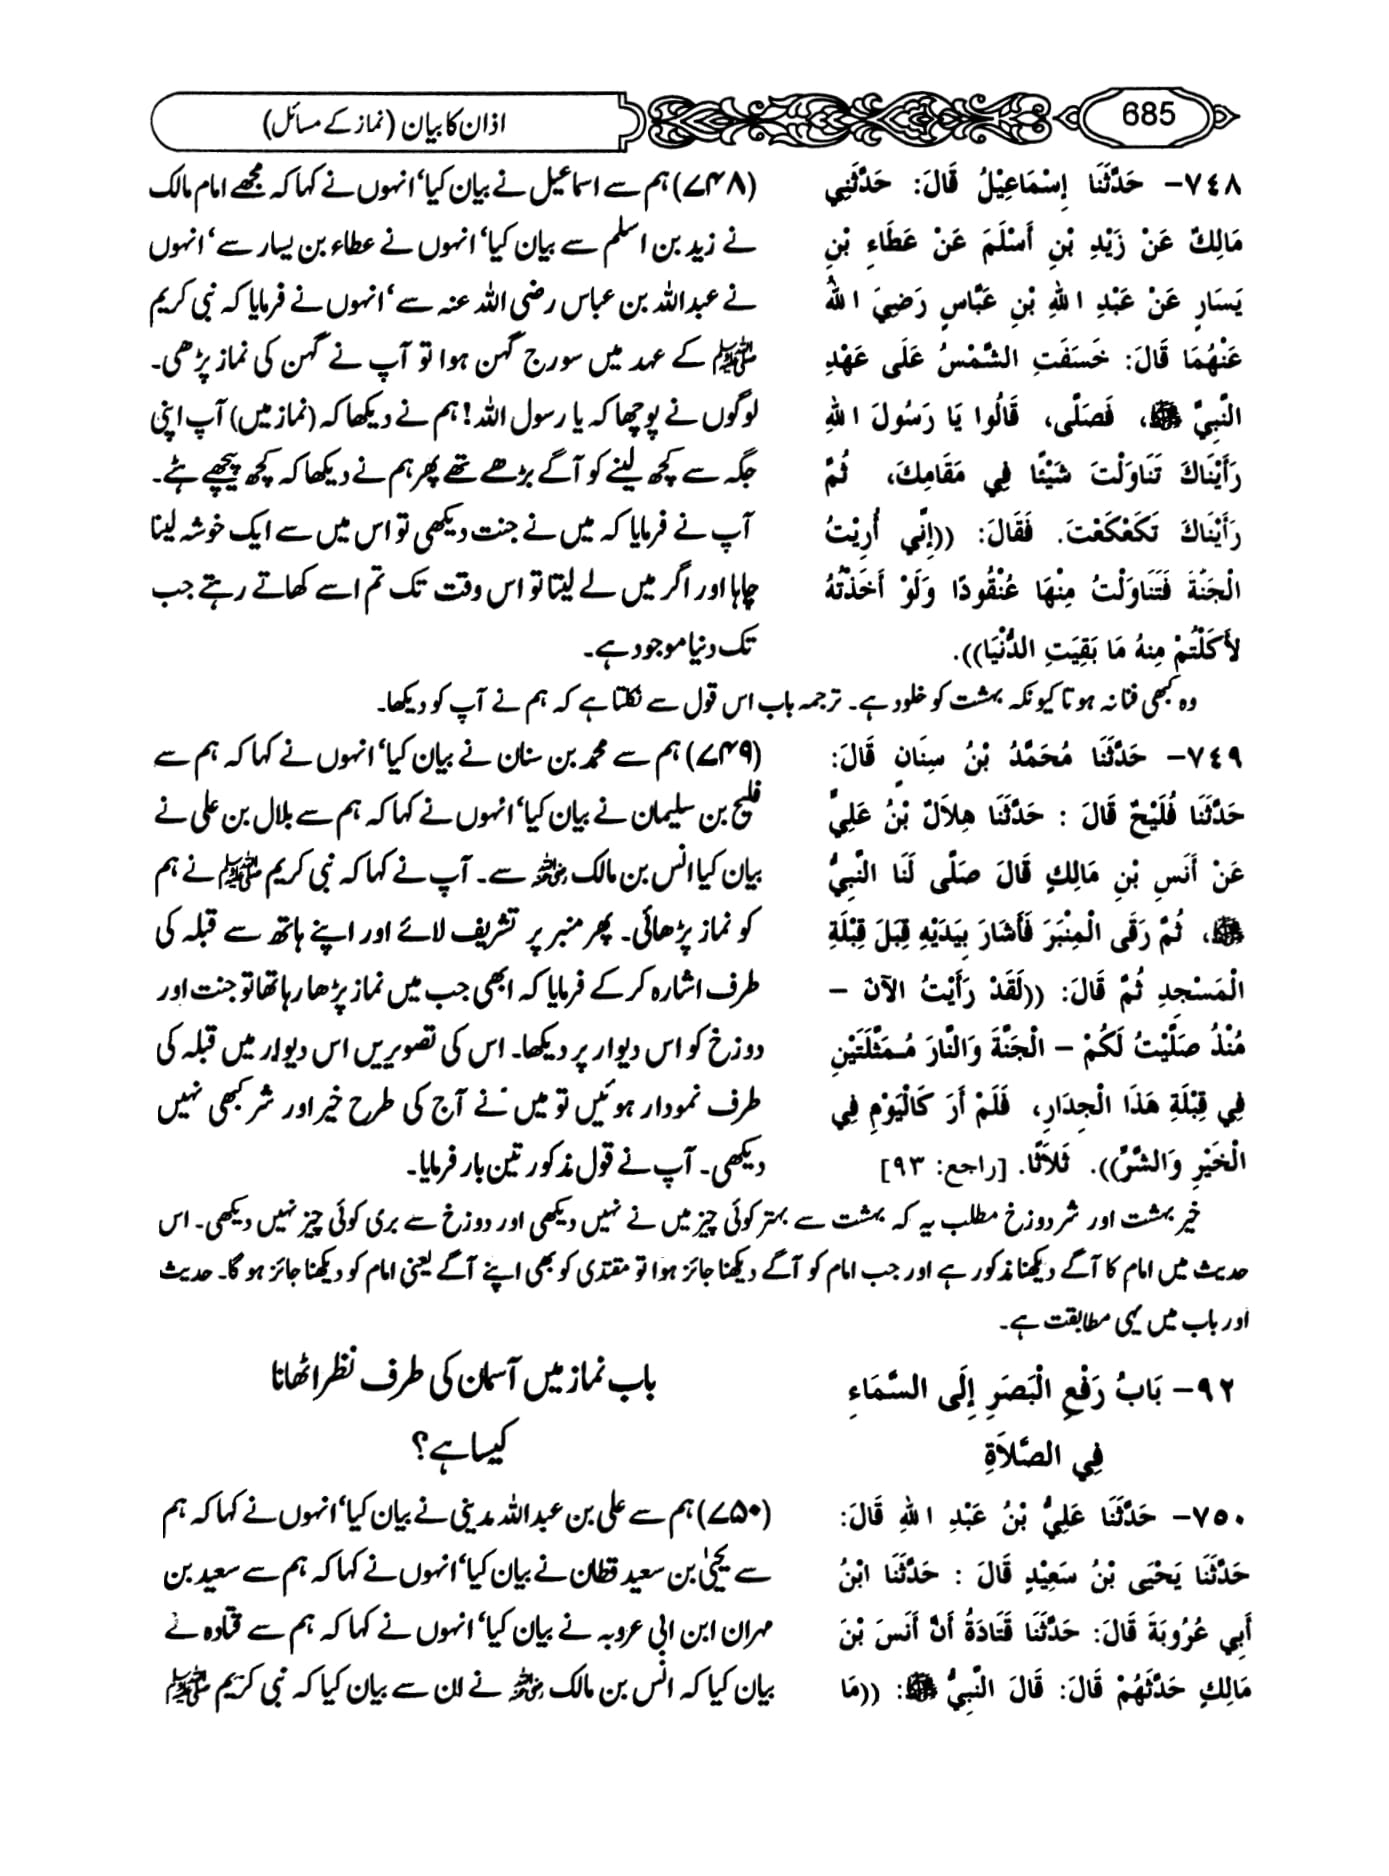 685
اذان کا بیان (نماز کے مسائل)
٧٤٨- حَدَّثَنَا إِسْمَاعِيْلُ قَالَ: حَدَّثَنِي
مَالِكٌ عَنْ زَيْدِ بْنِ أَسْلَمَ عَنْ عَطَاءِ بْنِ
يَسَارٍ عَنْ عَبْدِ اللهِ بْنِ عَبَّاسٍ رَضِيَ اللهُ
عَنْهُمَا قَالَ: خَسَفَتِ الشَّمْسُ عَلَى عَهْدِ
النَّبِيِّ ﷺ، فَصَلَّى، قَالُوا يَا رَسُولَ اللهِ
رَأَيْنَاكَ تَنَاوَلْتَ شَيْئًا فِي مَقَامِكَ، ثُمَّ
رَأَيْنَاكَ تَكَعْكَعْتَ. فَقَالَ: ((إِنِّي أُرِيْتُ
الْجَنَّةَ فَتَنَاوَلْتُ مِنْهَا عُنْقُودًا وَلَوْ أَخَذْتُهُ
لأَكَلْتُمْ مِنهُ مَا بَقِيَتِ الدُّنْيَا)).
(۷۴۸) ہم سے اسماعیل نے بیان کیا‘ انہوں نے کہا کہ مجھے امام مالک
نے زید بن اسلم سے بیان کیا‘ انہوں نے عطاء بن یسار سے‘ انہوں
نے عبداللہ بن عباس رضی اللہ عنہ سے‘ انہوں نے فرمایا کہ نبی کریم
ﷺ کے عہد میں سورج گہن ہوا تو آپ نے گہن کی نماز پڑھی۔
لوگوں نے پوچھا کہ یا رسول اللہ! ہم نے دیکھا کہ (نماز میں) آپ اپنی
جگہ سے کچھ لینے کو آگے بڑھے تھے پھر ہم نے دیکھا کہ کچھ پیچھے ہٹے۔
آپ نے فرمایا کہ میں نے جنت دیکھی تو اس میں سے ایک خوشہ لینا
چاہا اور اگر میں لے لیتا تو اس وقت تک تم اسے کھاتے رہتے جب
تک دنیا موجود ہے۔
وہ کبھی فنا نہ ہوتا کیونکہ بہشت کو خلود ہے۔ ترجمہ باب اس قول سے نکلتا ہے کہ ہم نے آپ کو دیکھا۔
٧٤٩- حَدَّثَنَا مُحَمَّدُ بْنُ سِنَانٍ قَالَ:
حَدَّثَنَا فُلَيْحٌ قَالَ : حَدَّثَنَا هِلاَلُ بْنُ عَلِيٍّ
عَنْ أَنَسِ بْنِ مَالِكٍ قَالَ صَلَّى لَنَا النَّبِيُّ
ﷺ، ثُمَّ رَقَى الْمِنْبَرَ فَأَشَارَ بِيَدَيْهِ قِبَلَ قِبْلَةِ
الْمَسْجِدِ ثُمَّ قَالَ: ((لَقَدْ رَأَيْتُ الآنَ -
مُنْذُ صَلَّيْتُ لَكُمْ - الْجَنَّةَ وَالنَّارَ مُمَثَّلَتَيْنِ
فِي قِبْلَةِ هَذَا الْجِدَارِ، فَلَمْ أَرَ كَالْيَوْمِ فِي
الْخَيْرِ وَالشَّرِّ)). ثَلاَثًا. [راجع: ٩٣]
(۷۴۹) ہم سے محمد بن سنان نے بیان کیا‘ انہوں نے کہا کہ ہم سے
فلیح بن سلیمان نے بیان کیا‘ انہوں نے کہا کہ ہم سے ہلال بن علی نے
بیان کیا انس بن مالک ؓ سے۔ آپ نے کہا کہ نبی کریم ﷺ نے ہم
کو نماز پڑھائی۔ پھر منبر پر تشریف لائے اور اپنے ہاتھ سے قبلہ کی
طرف اشارہ کر کے فرمایا کہ ابھی جب میں نماز پڑھا رہا تھا تو جنت اور
دوزخ کو اس دیوار پر دیکھا۔ اس کی تصویریں اس دیوار میں قبلہ کی
طرف نمودار ہوئیں تو میں نے آج کی طرح خیر اور شر کبھی نہیں
دیکھی۔ آپ نے قول مذکور تین بار فرمایا۔
خیر بہشت اور شر دوزخ مطلب یہ کہ بہشت سے بہتر کوئی چیز میں نے نہیں دیکھی اور دوزخ سے بری کوئی چیز نہیں دیکھی۔ اس
حدیث میں امام کا آگے دیکھنا مذکور ہے اور جب امام کو آگے دیکھنا جائز ہوا تو مقتدی کو بھی اپنے آگے یعنی امام کو دیکھنا جائز ہو گا۔ حدیث
اور باب میں یہی مطابقت ہے۔
٩٢- بَابُ رَفْعِ الْبَصَرِ إِلَى السَّمَاءِ
فِي الصَّلاَةِ
باب نماز میں آسمان کی طرف نظر اٹھانا
کیسا ہے؟
٧٥٠- حَدَّثَنَا عَلِيُّ بْنُ عَبْدِ اللهِ قَالَ:
حَدَّثَنَا يَحْيَى بْنُ سَعِيْدٍ قَالَ : حَدَّثَنَا ابْنُ
أَبِي عُرُوبَةَ قَالَ: حَدَّثَنَا قَتَادَةُ أَنَّ أَنَسَ بْنَ
مَالِكٍ حَدَّثَهُمْ قَالَ: قَالَ النَّبِيُّ ﷺ: ((مَا
(۷۵۰) ہم سے علی بن عبداللہ مدینی نے بیان کیا‘ انہوں نے کہا کہ ہم
سے یحییٰ بن سعید قطان نے بیان کیا‘ انہوں نے کہا کہ ہم سے سعید بن
مہران ابن ابی عروبہ نے بیان کیا‘ انہوں نے کہا کہ ہم سے قتادہ نے
بیان کیا کہ انس بن مالک ؓ نے ان سے بیان کیا کہ نبی کریم ﷺ